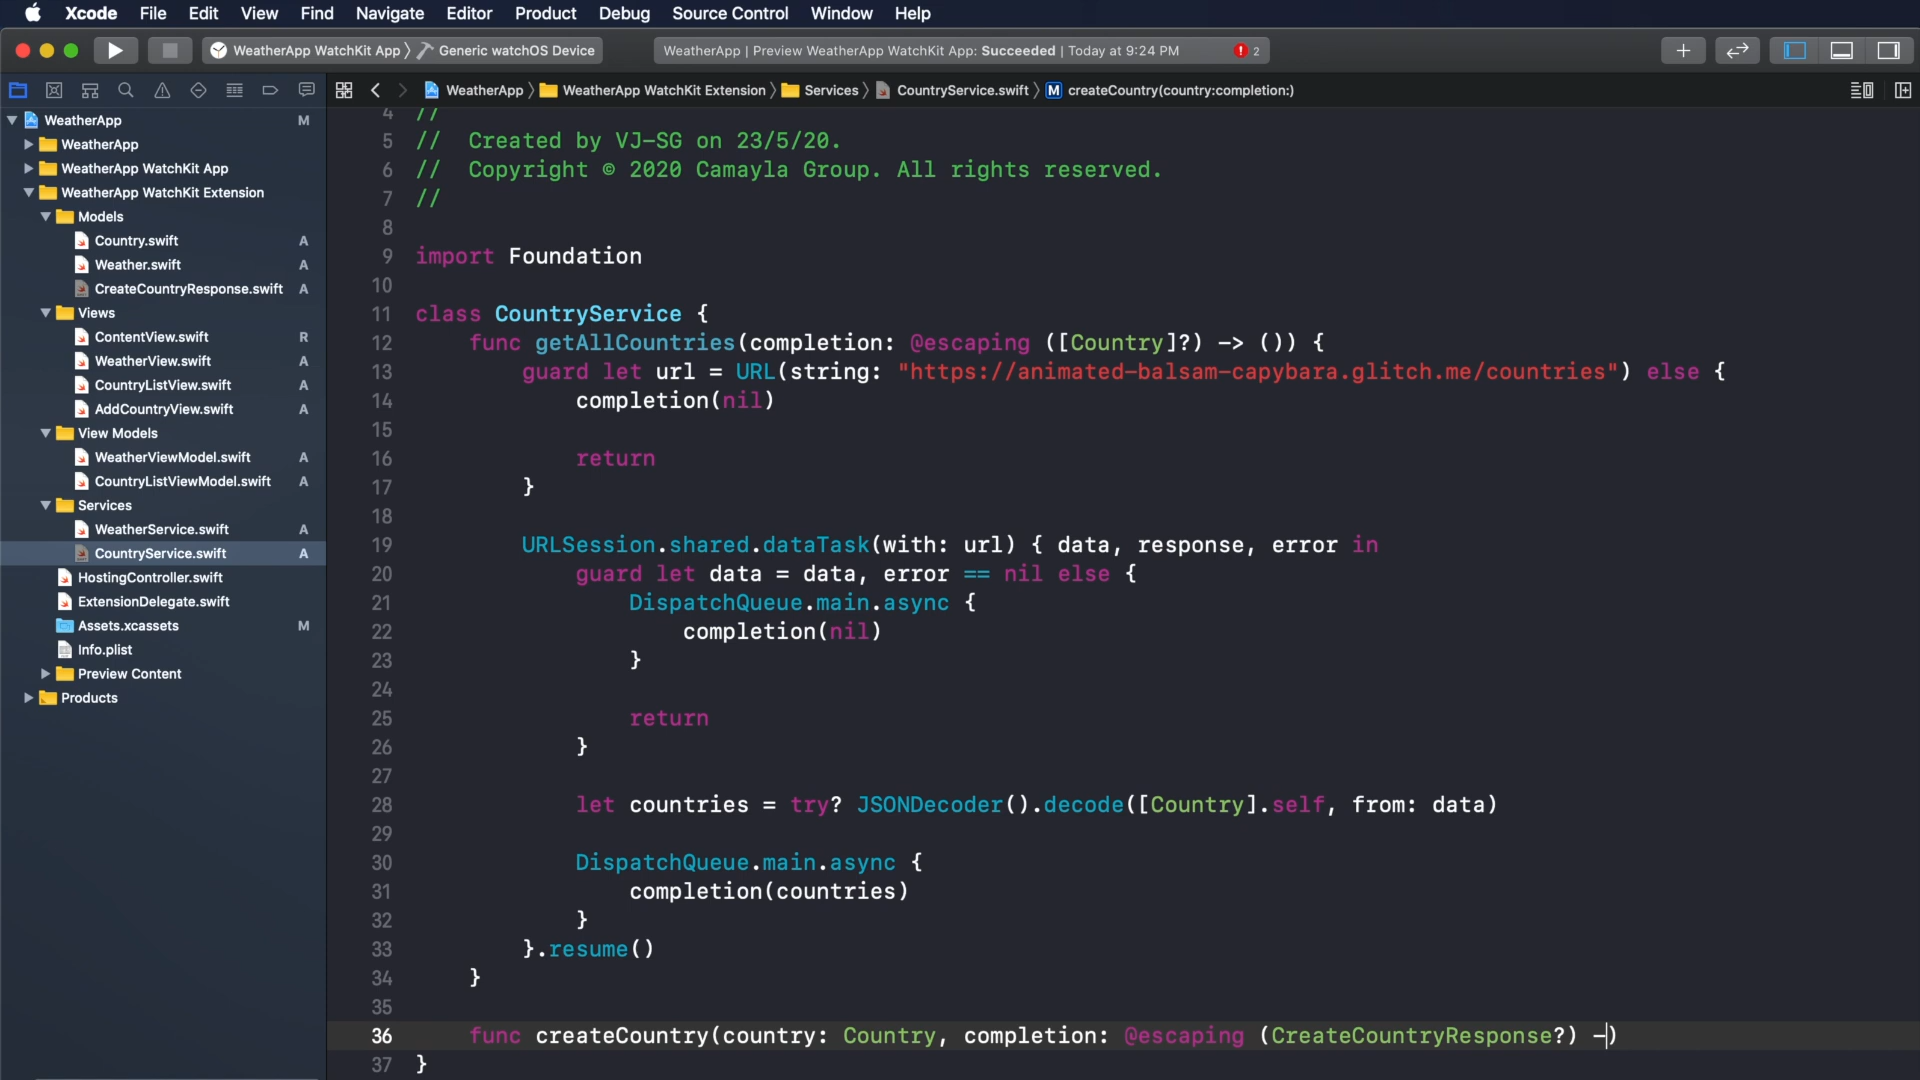 Xcode File Edit View Find Navigate Editor Product Debug Source Control Window Help
WeatherApp WatchKit App Generic watchOS Device
WeatherApp | Preview WeatherApp WatchKit App: Succeeded | Today at 9:24 PM 2
WeatherApp WeatherApp WatchKit Extension Services CountryService.swift M createCountry(country:completion:)
WeatherApp M
WeatherApp
WeatherApp WatchKit App
WeatherApp WatchKit Extension
Models
Country.swift A
Weather.swift A
CreateCountryResponse.swift A
Views
ContentView.swift R
WeatherView.swift A
CountryListView.swift A
AddCountryView.swift A
View Models
WeatherViewModel.swift A
CountryListViewModel.swift A
Services
WeatherService.swift A
CountryService.swift A
HostingController.swift
ExtensionDelegate.swift
Assets.xcassets M
Info.plist
Preview Content
Products
4 //
5 //  Created by VJ-SG on 23/5/20.
6 //  Copyright © 2020 Camayla Group. All rights reserved.
7 //
8
9 import Foundation
10
11 class CountryService {
12     func getAllCountries(completion: @escaping ([Country]?) -> ()) {
13         guard let url = URL(string: "https://animated-balsam-capybara.glitch.me/countries") else {
14             completion(nil)
15
16             return
17         }
18
19         URLSession.shared.dataTask(with: url) { data, response, error in
20             guard let data = data, error == nil else {
21                 DispatchQueue.main.async {
22                     completion(nil)
23                 }
24
25                 return
26             }
27
28             let countries = try? JSONDecoder().decode([Country].self, from: data)
29
30             DispatchQueue.main.async {
31                 completion(countries)
32             }
33         }.resume()
34     }
35
36     func createCountry(country: Country, completion: @escaping (CreateCountryResponse?) -)
37 }